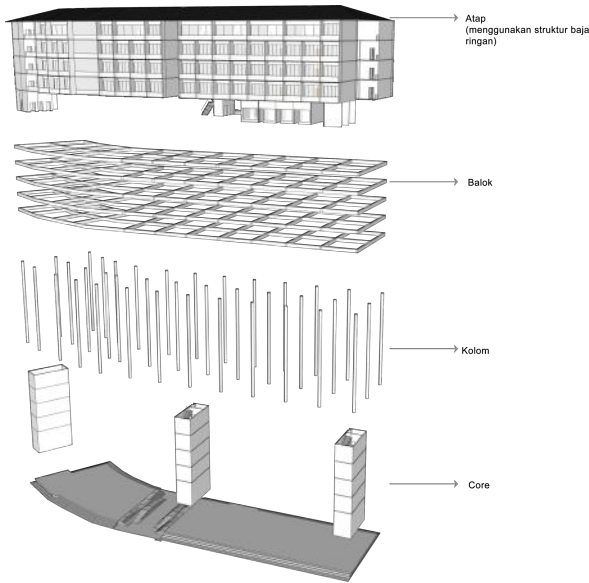 Atap
(menggunakan struktur baja
ringan)
Balok
Kolom
Core